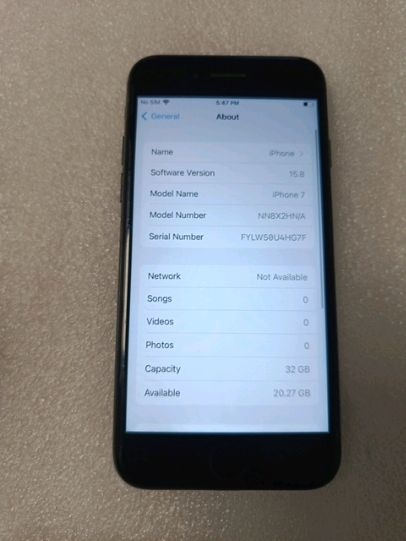 No SIM 5:47 PM
General About
Name iPhone
Software Version 15.8
Model Name iPhone 7
Model Number NN8X2HN/A
Serial Number FYLW50U4HG7F
Network Not Available
Songs 0
Videos 0
Photos 0
Capacity 32 GB
Available 20.27 GB